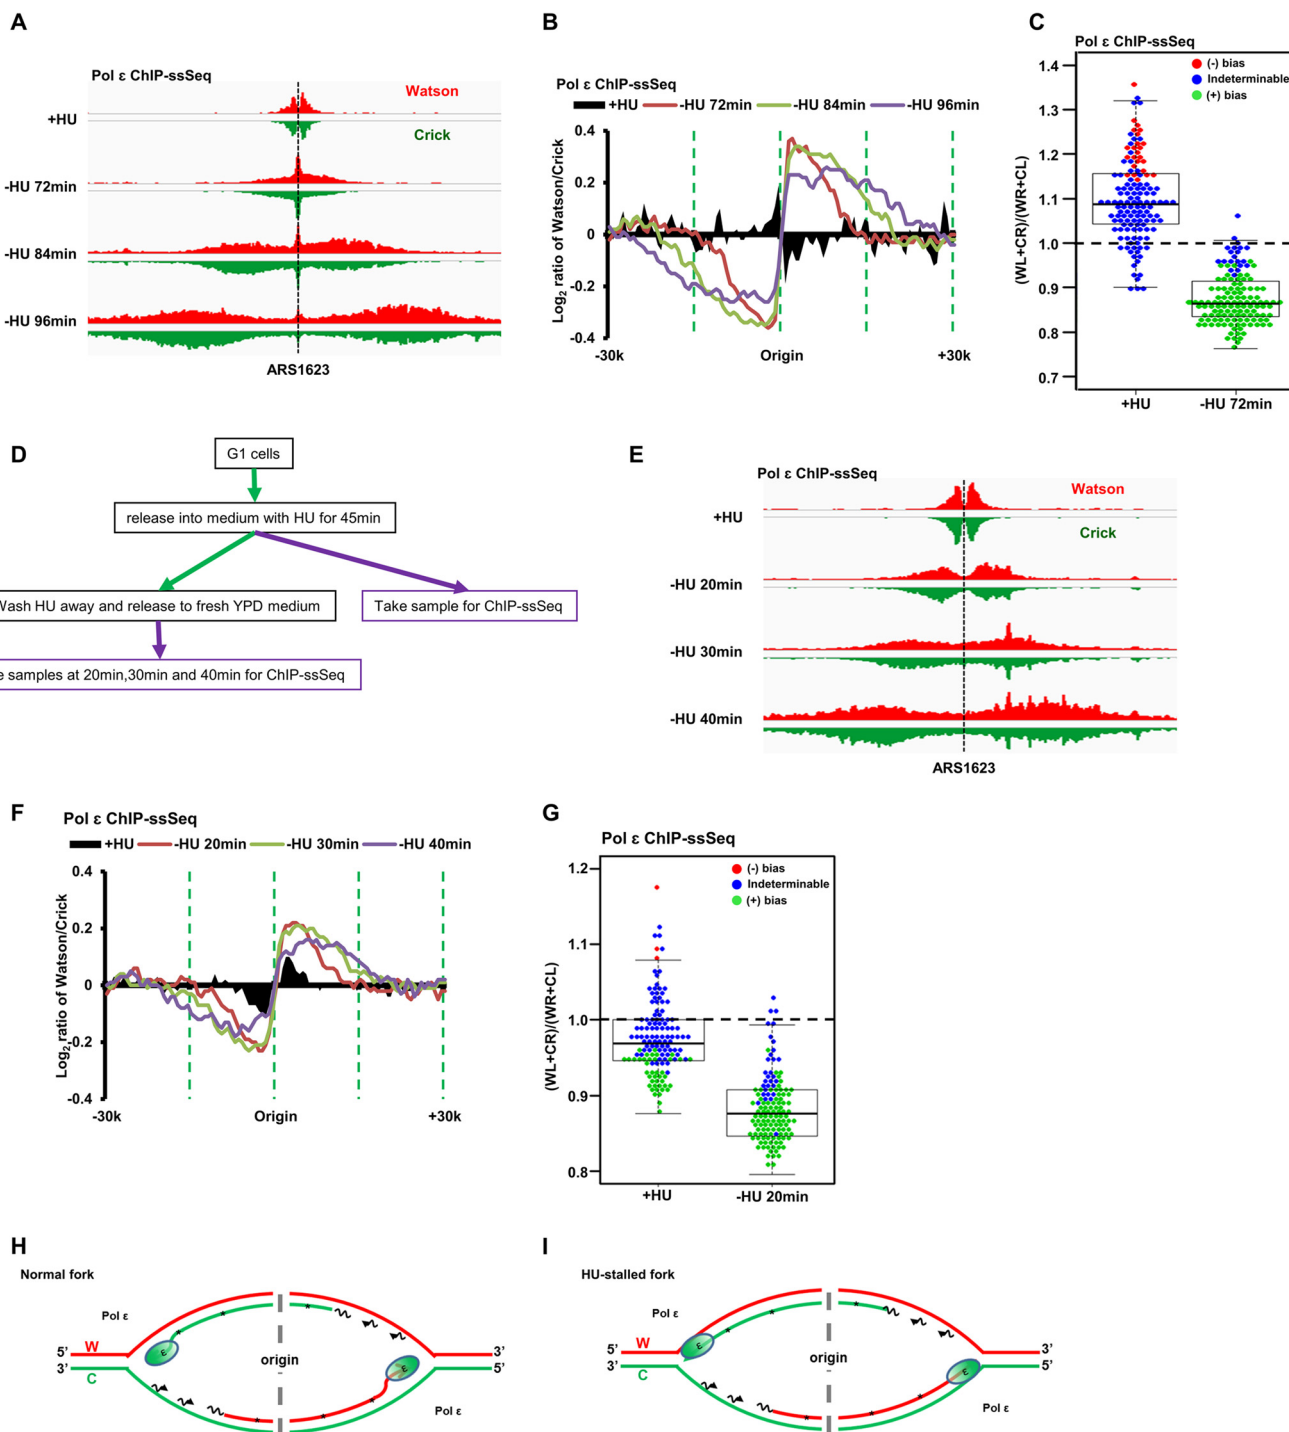 A
Pol ε ChIP-ssSeq
Watson
+HU
Crick
-HU 72min
-HU 84min
-HU 96min
ARS1623
B
Pol ε ChIP-ssSeq
+HU -HU 72min -HU 84min -HU 96min
Log2 ratio of Watson/Crick
0.4
0.2
0
-0.2
-0.4
-30k Origin +30k
C
Pol ε ChIP-ssSeq
(-) bias
Indeterminable
(+) bias
(WL+CR)/(WR+CL)
1.4
1.3
1.2
1.1
1.0
0.9
0.8
0.7
+HU -HU 72min
D
G1 cells
release into medium with HU for 45min
Wash HU away and release to fresh YPD medium
Take sample for ChIP-ssSeq
e samples at 20min,30min and 40min for ChIP-ssSeq
E
Pol ε ChIP-ssSeq
Watson
+HU
Crick
-HU 20min
-HU 30min
-HU 40min
ARS1623
F
Pol ε ChIP-ssSeq
+HU -HU 20min -HU 30min -HU 40min
Log2 ratio of Watson/Crick
0.4
0.2
0
-0.2
-0.4
-30k Origin +30k
G
Pol ε ChIP-ssSeq
(-) bias
Indeterminable
(+) bias
(WL+CR)/(WR+CL)
1.2
1.1
1.0
0.9
0.8
+HU -HU 20min
H
Normal fork
Pol ε
ε
5' W 3'
3' C 5'
origin
ε
Pol ε
I
HU-stalled fork
Pol ε
ε
5' W 3'
3' C 5'
origin
ε
Pol ε